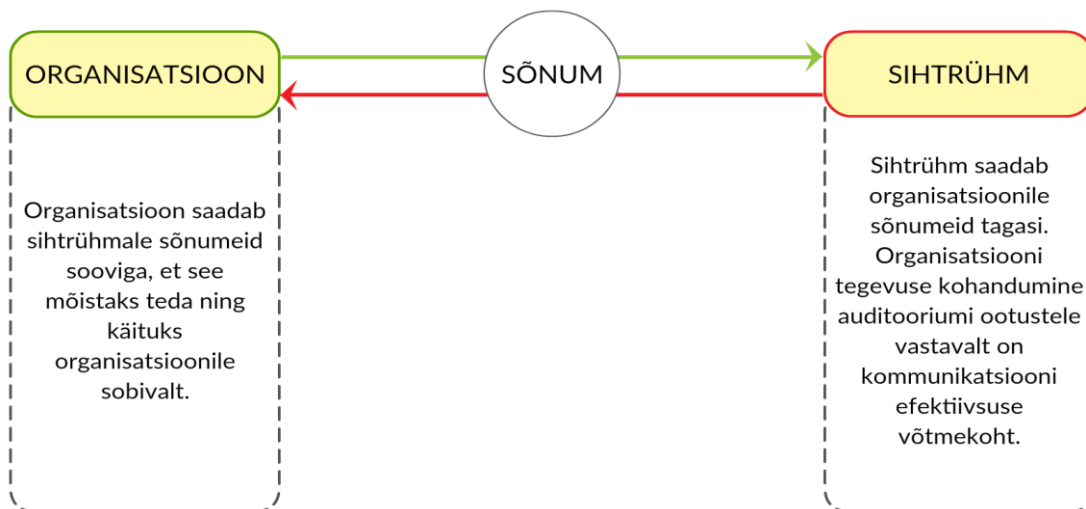 ORGANISATSIOON
SÕNUM
SIHTRÜHM
Organisatsioon saadab
sihtrühmale sõnumeid
sooviga, et see
mõistaks teda ning
käituks
organisatsioonile
sobivalt.
Sihtrühm saadab
organisatsioonile
sõnumeid tagasi.
Organisatsiooni
tegevuse kohandumine
auditooriumi ootustele
vastavalt on
kommunikatsiooni
efektiivsuse
võtmekoht.